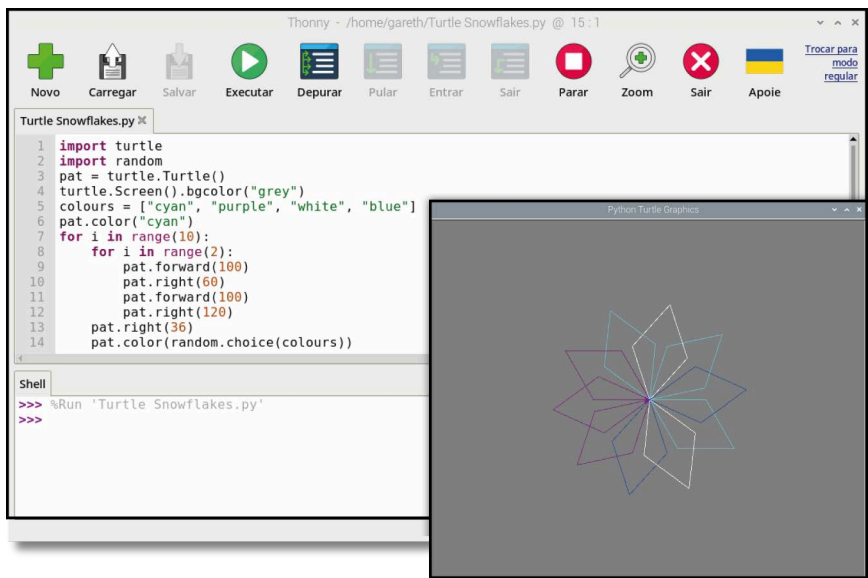 Thonny - /home/gareth/Turtle Snowflakes.py @ 15 : 1
Novo Carregar Salvar Executar Depurar Pular Entrar Sair Parar Zoom Sair Apoie
Trocar para
modo
regular
Turtle Snowflakes.py
1 import turtle
2 import random
3 pat = turtle.Turtle()
4 turtle.Screen().bgcolor("grey")
5 colours = ["cyan", "purple", "white", "blue"]
6 pat.color("cyan")
7 for i in range(10):
8     for i in range(2):
9         pat.forward(100)
10         pat.right(60)
11         pat.forward(100)
12         pat.right(120)
13     pat.right(36)
14     pat.color(random.choice(colours))
Shell
>>> %Run 'Turtle Snowflakes.py'
>>>
Python Turtle Graphics